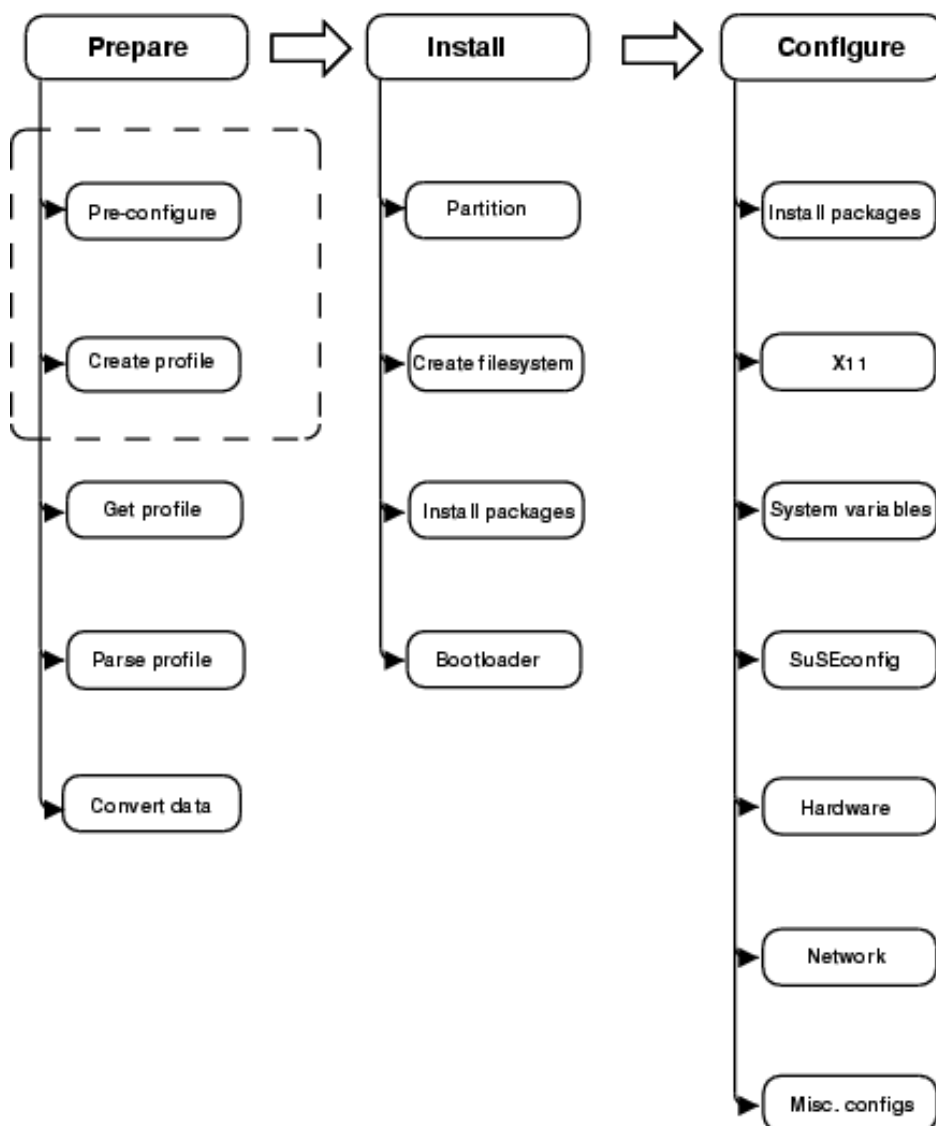 Prepare
Install
Configure
Pre-configure
Create profile
Get profile
Parse profile
Convert data
Partition
Create filesystem
Install packages
Bootloader
Install packages
X11
System variables
SuSEconfig
Hardware
Network
Misc. configs